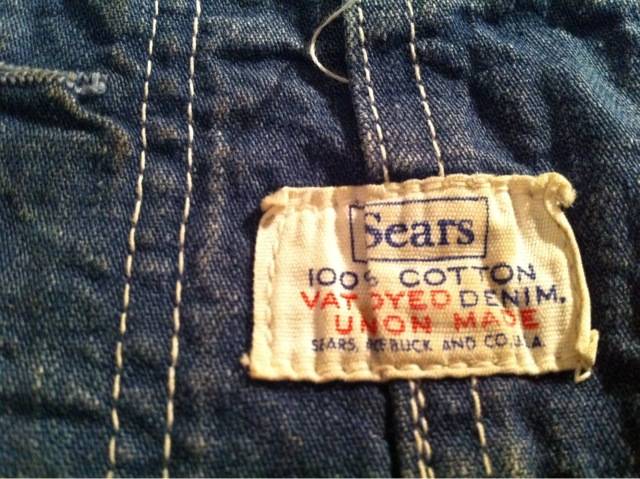 Sears
100% COTTON
VAT DYED DENIM.
UNION MADE
SEARS, ROEBUCK AND CO. U.S.A.